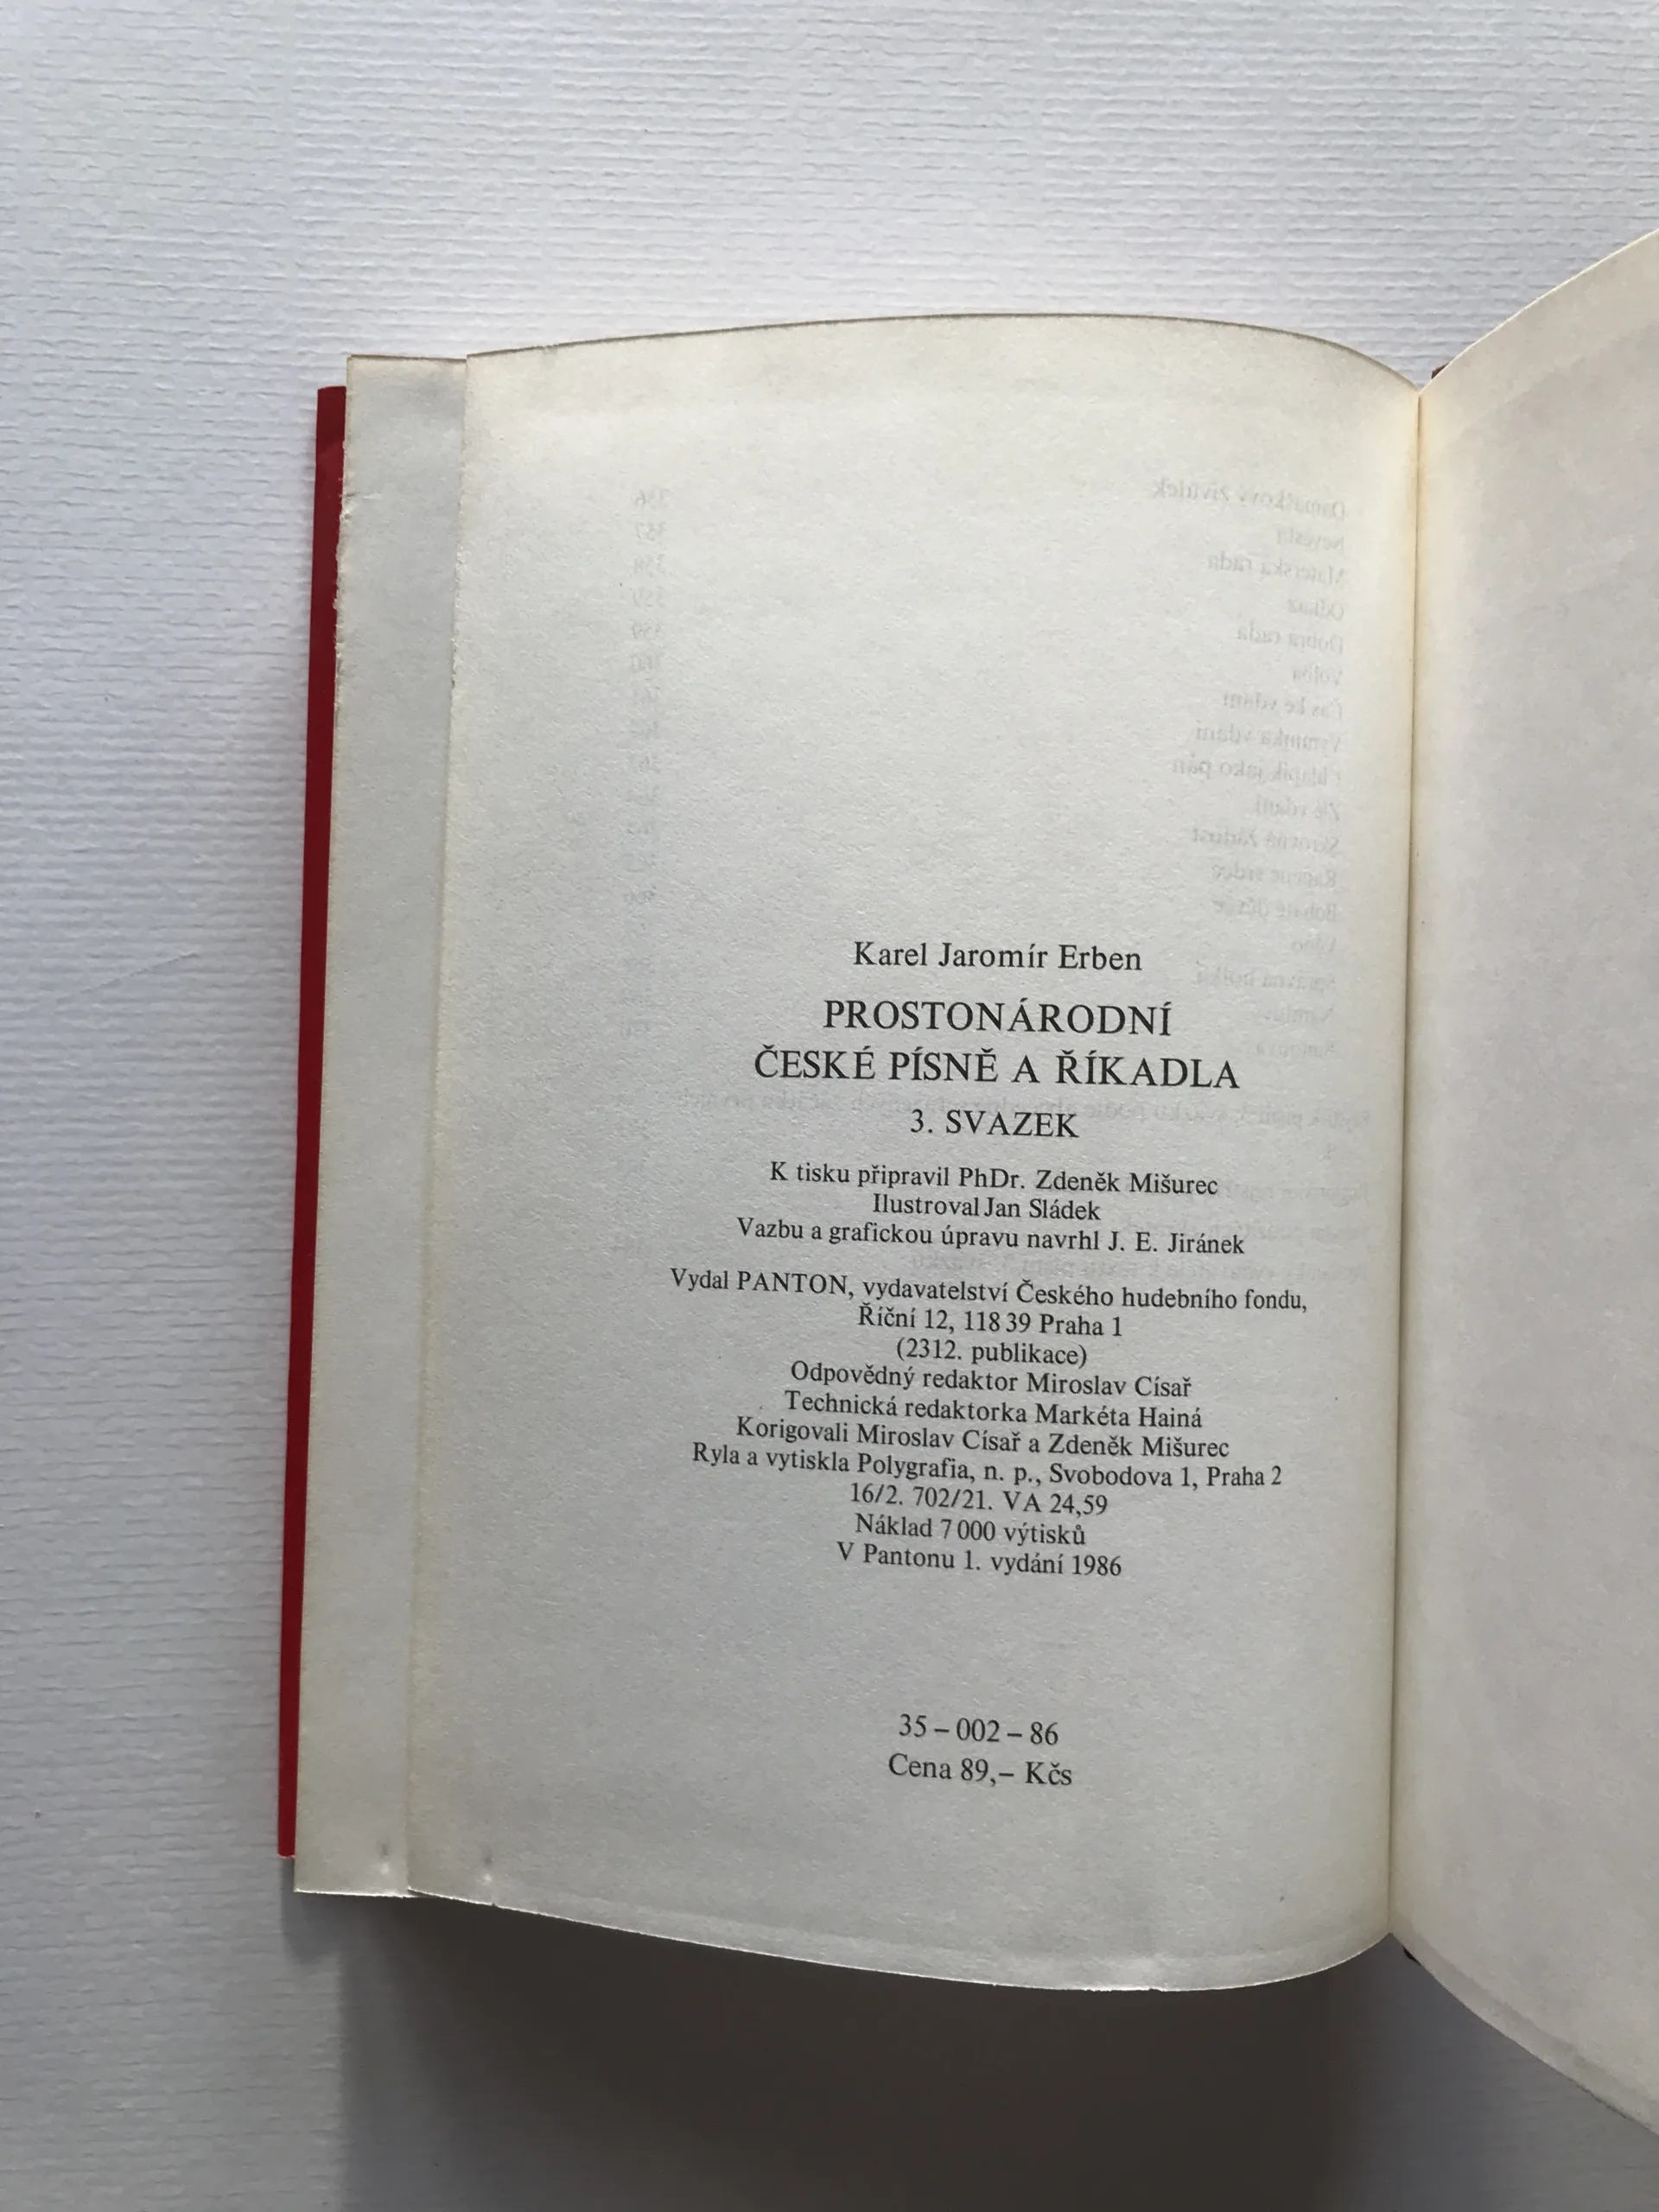 Karel Jaromír Erben
PROSTONÁRODNÍ
ČESKÉ PÍSNĚ A ŘÍKADLA
3. SVAZEK
K tisku připravil PhDr. Zdeněk Mišurec
Ilustroval Jan Sládek
Vazbu a grafickou úpravu navrhl J. E. Jiránek
Vydal PANTON, vydavatelství Českého hudebního fondu,
Říční 12, 118 39 Praha 1
(2312. publikace)
Odpovědný redaktor Miroslav Císař
Technická redaktorka Markéta Hainá
Korigovali Miroslav Císař a Zdeněk Mišurec
Ryla a vytiskla Polygrafia, n. p., Svobodova 1, Praha 2
16/2. 702/21. VA 24,59
Náklad 7 000 výtisků
V Pantonu 1. vydání 1986
35 – 002 – 86
Cena 89,– Kčs